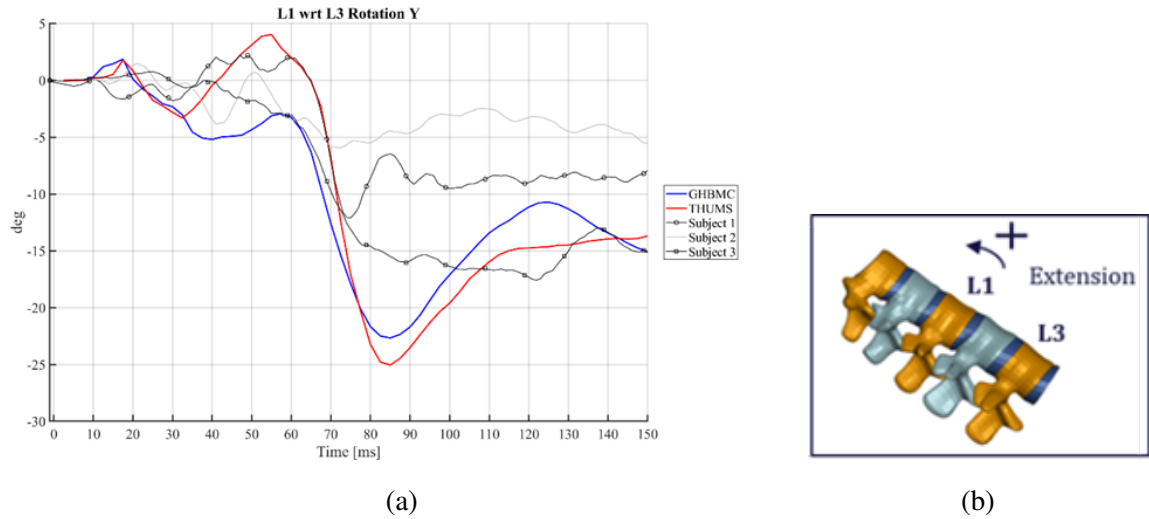 L1 wrt L3 Rotation Y
5
0
-5
-10
-15
-20
-25
-30
deg
0 10 20 30 40 50 60 70 80 90 100 110 120 130 140 150
Time [ms]
GHBMC
THUMS
Subject 1
Subject 2
Subject 3
(a)
+
Extension
L1
L3
(b)